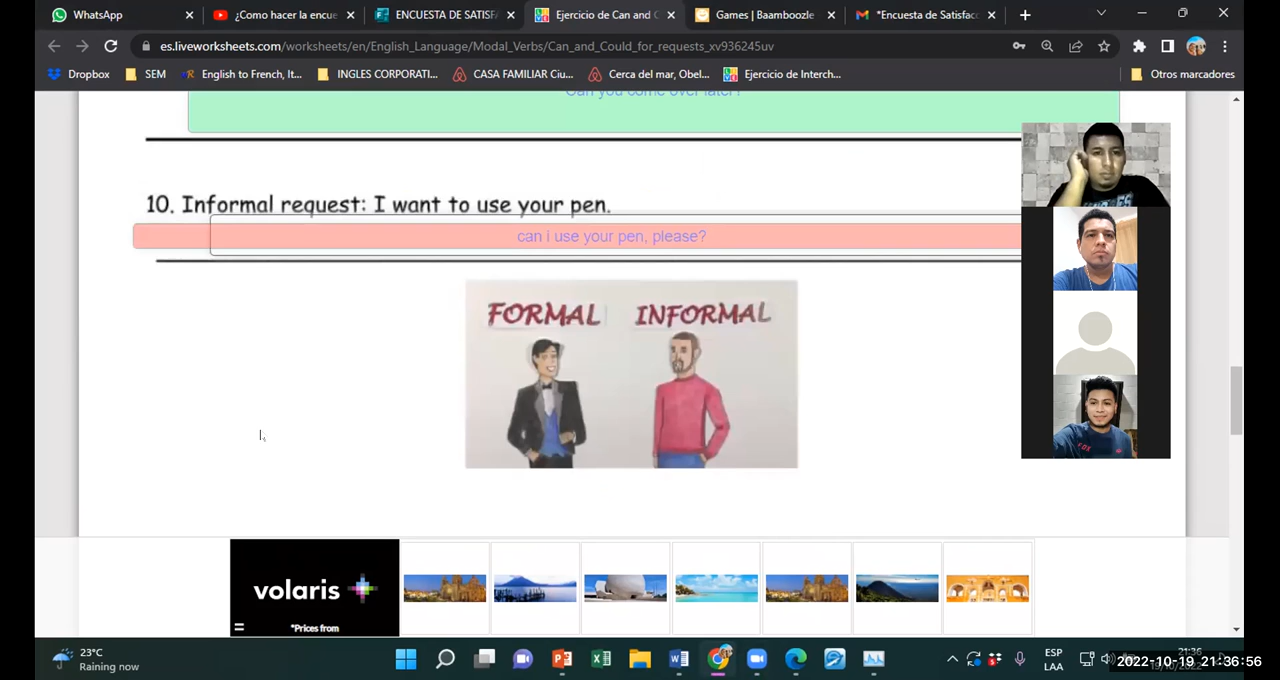 WhatsApp
¿Como hacer la encue
ENCUESTA DE SATISF
Ejercicio de Can and C
Games | Baamboozle
"Encuesta de Satisfac
es.liveworksheets.com/worksheets/en/English_Language/Modal_Verbs/Can_and_Could_for_requests_xv936245uv
Dropbox
SEM
English to French, It...
INGLES CORPORATI...
CASA FAMILIAR Ciu...
Cerca del mar, Obel...
Ejercicio de Interch...
Otros marcadores
Can you come over later?
10. Informal request: I want to use your pen.
can i use your pen, please?
FORMAL INFORMAL
volaris
*Prices from
23°C
Raining now
ESP
LAA
21:36
2022-10-19 21:36:56